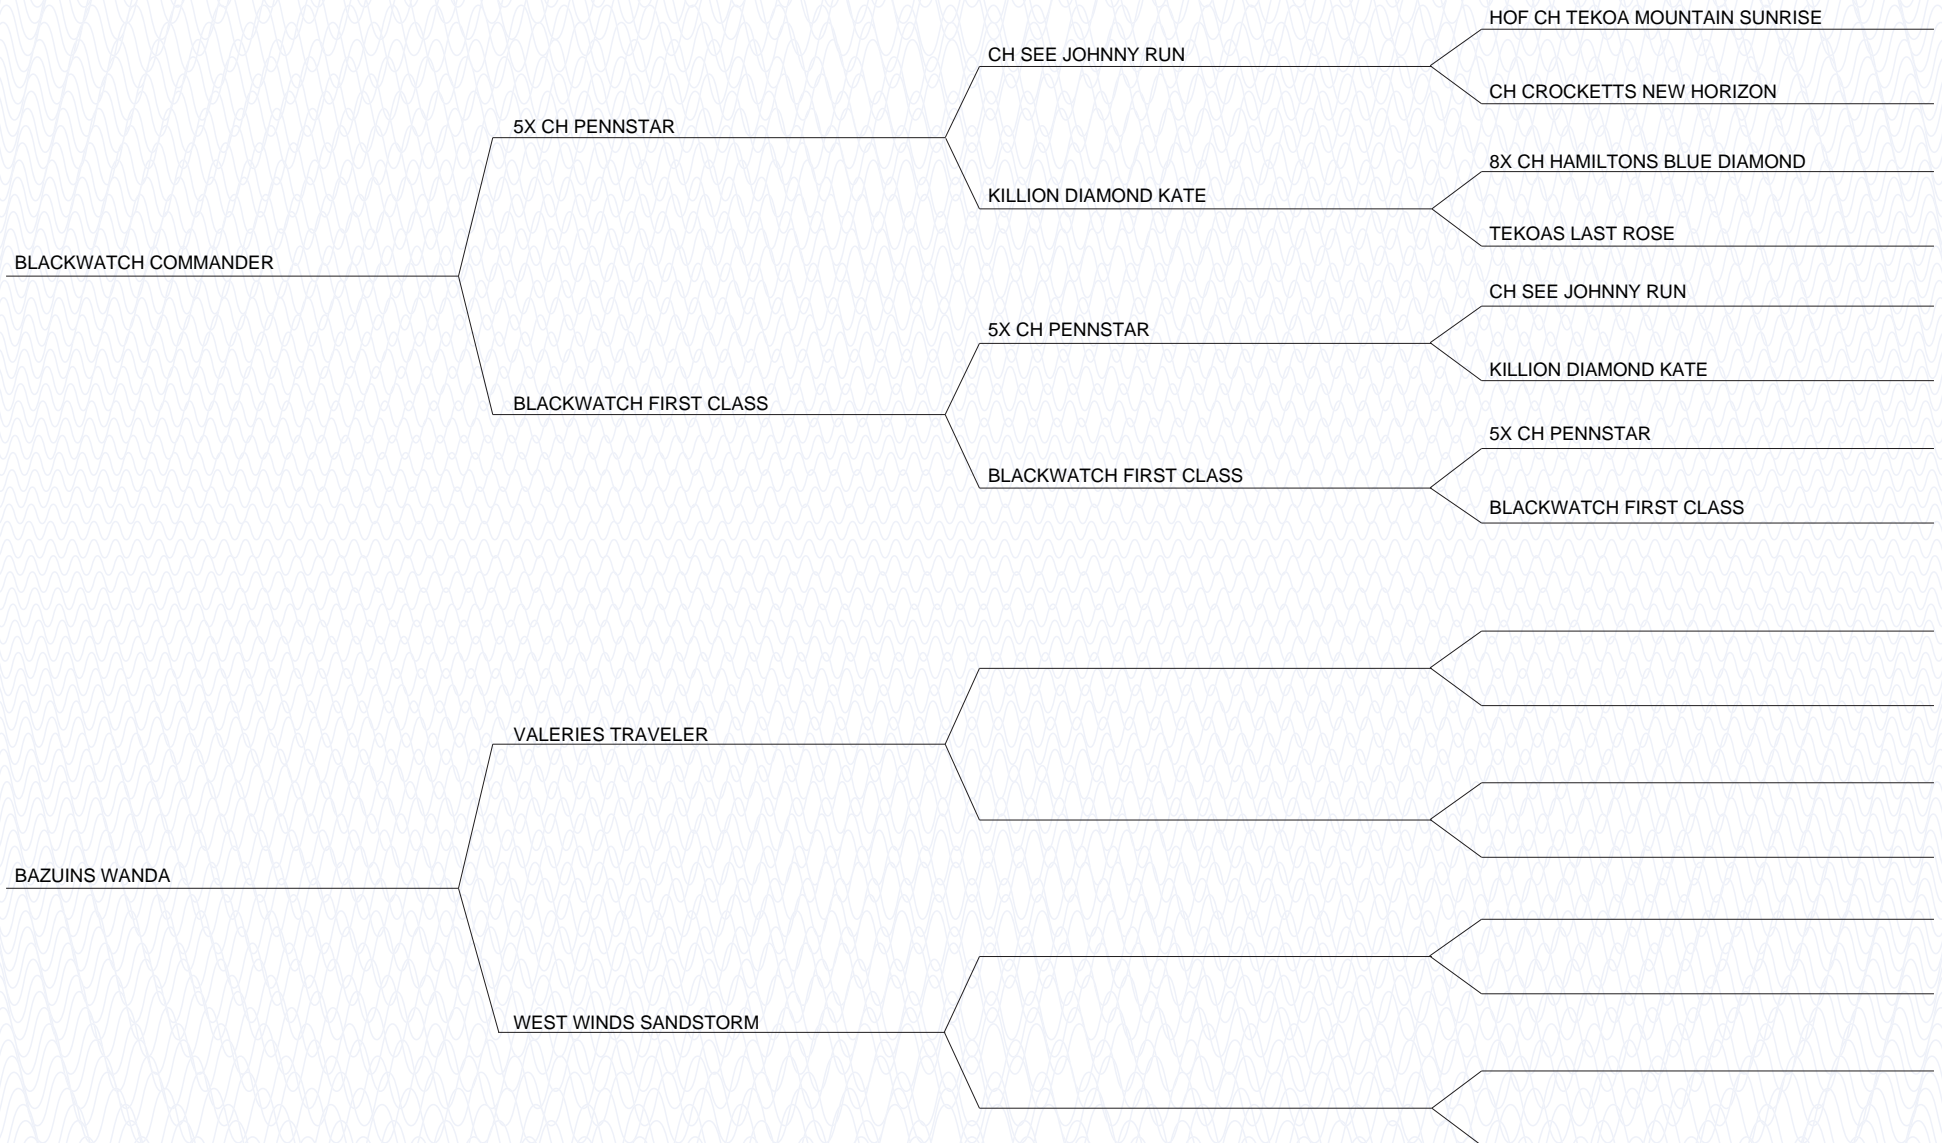 HOF CH TEKOA MOUNTAIN SUNRISE
CH SEE JOHNNY RUN
CH CROCKETTS NEW HORIZON
5X CH PENNSTAR
8X CH HAMILTONS BLUE DIAMOND
KILLION DIAMOND KATE
TEKOAS LAST ROSE
BLACKWATCH COMMANDER
CH SEE JOHNNY RUN
5X CH PENNSTAR
KILLION DIAMOND KATE
BLACKWATCH FIRST CLASS
5X CH PENNSTAR
BLACKWATCH FIRST CLASS
BLACKWATCH FIRST CLASS
VALERIES TRAVELER
BAZUINS WANDA
WEST WINDS SANDSTORM